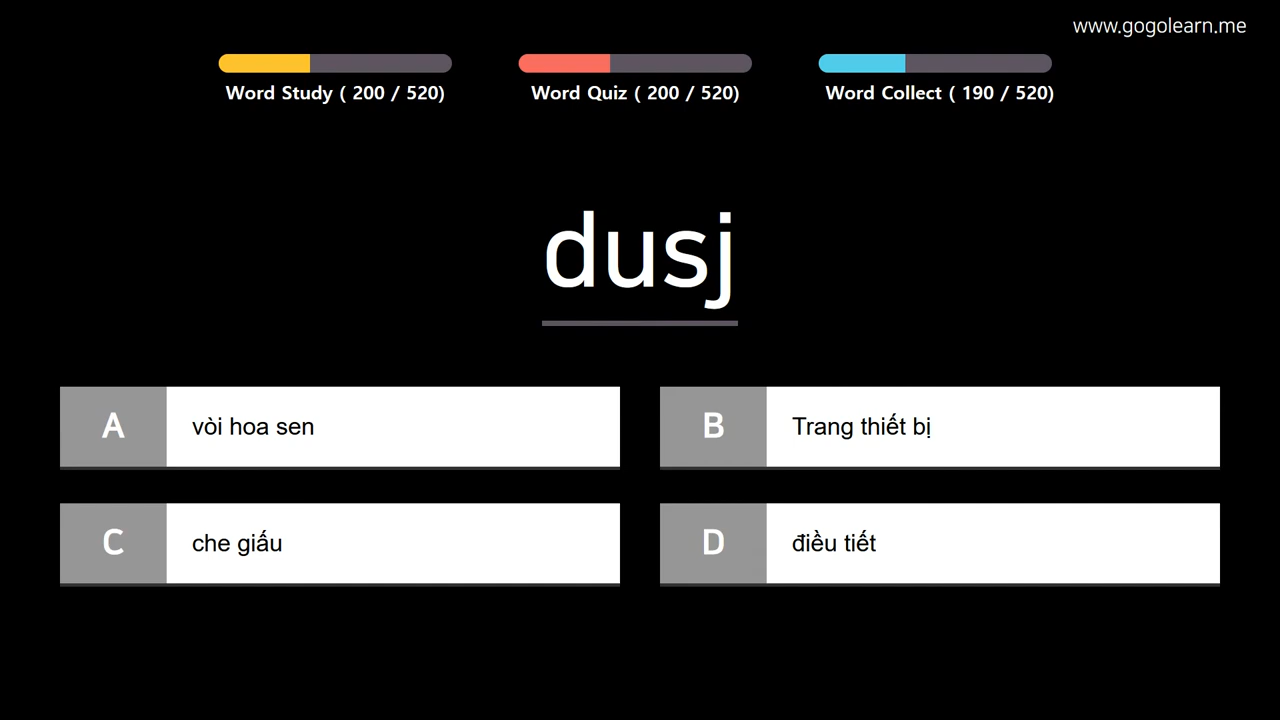 www.gogolearn.me
Word Study ( 200 / 520)
Word Quiz ( 200 / 520)
Word Collect ( 190 / 520)
dusj
A vòi hoa sen
B Trang thiết bị
C che giấu
D điều tiết